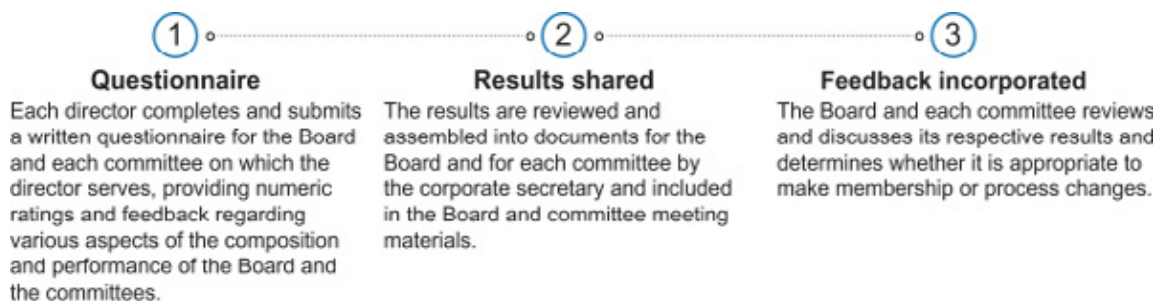 1
2
3
Questionnaire
Each director completes and submits
a written questionnaire for the Board
and each committee on which the
director serves, providing numeric
ratings and feedback regarding
various aspects of the composition
and performance of the Board and
the committees.
Results shared
The results are reviewed and
assembled into documents for the
Board and for each committee by
the corporate secretary and included
in the Board and committee meeting
materials.
Feedback incorporated
The Board and each committee reviews
and discusses its respective results and
determines whether it is appropriate to
make membership or process changes.